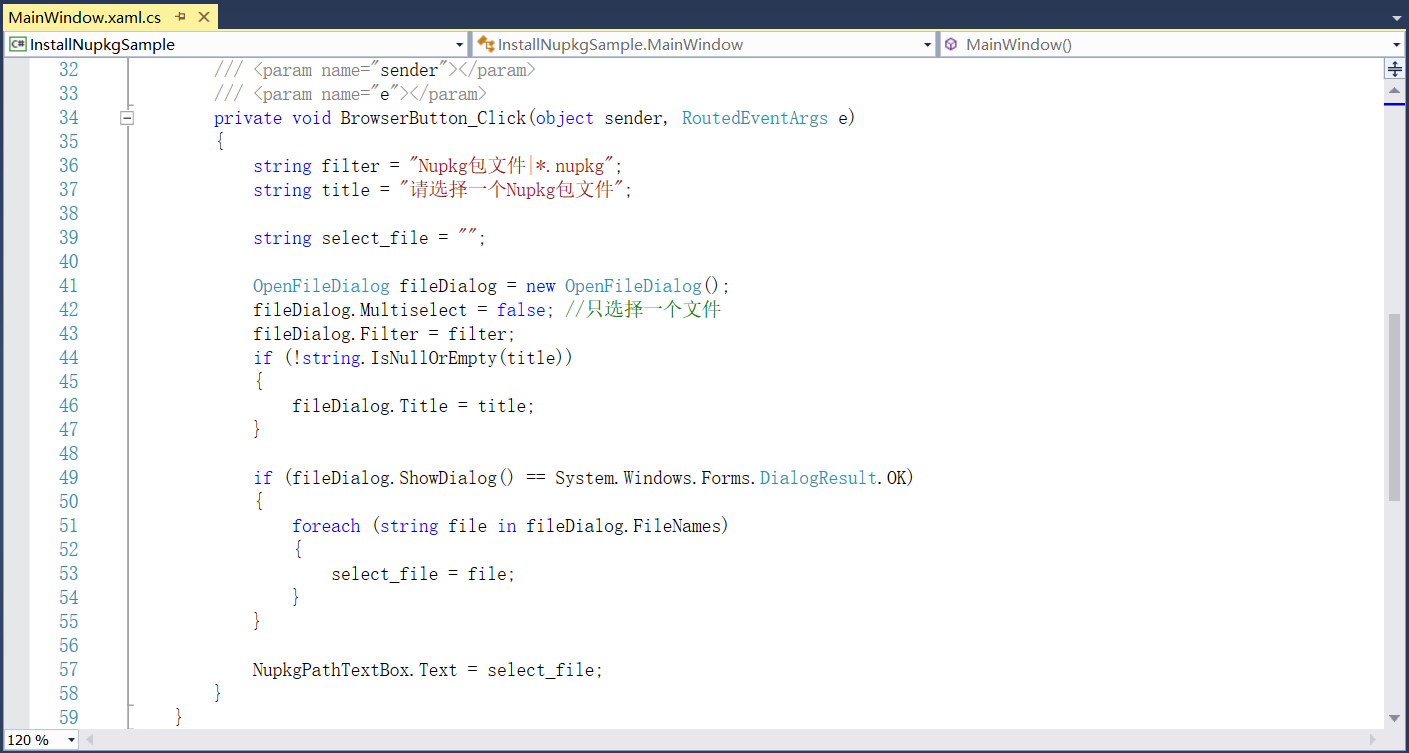 MainWindow.xaml.cs
InstallNupkgSample InstallNupkgSample.MainWindow MainWindow()
32 /// <param name="sender"></param>
33 /// <param name="e"></param>
34 private void BrowserButton_Click(object sender, RoutedEventArgs e)
35 {
36 string filter = "Nupkg包文件|*.nupkg";
37 string title = "请选择一个Nupkg包文件";
38
39 string select_file = "";
40
41 OpenFileDialog fileDialog = new OpenFileDialog();
42 fileDialog.Multiselect = false; //只选择一个文件
43 fileDialog.Filter = filter;
44 if (!string.IsNullOrEmpty(title))
45 {
46 fileDialog.Title = title;
47 }
48
49 if (fileDialog.ShowDialog() == System.Windows.Forms.DialogResult.OK)
50 {
51 foreach (string file in fileDialog.FileNames)
52 {
53 select_file = file;
54 }
55 }
56
57 NupkgPathTextBox.Text = select_file;
58 }
59 }
120 %